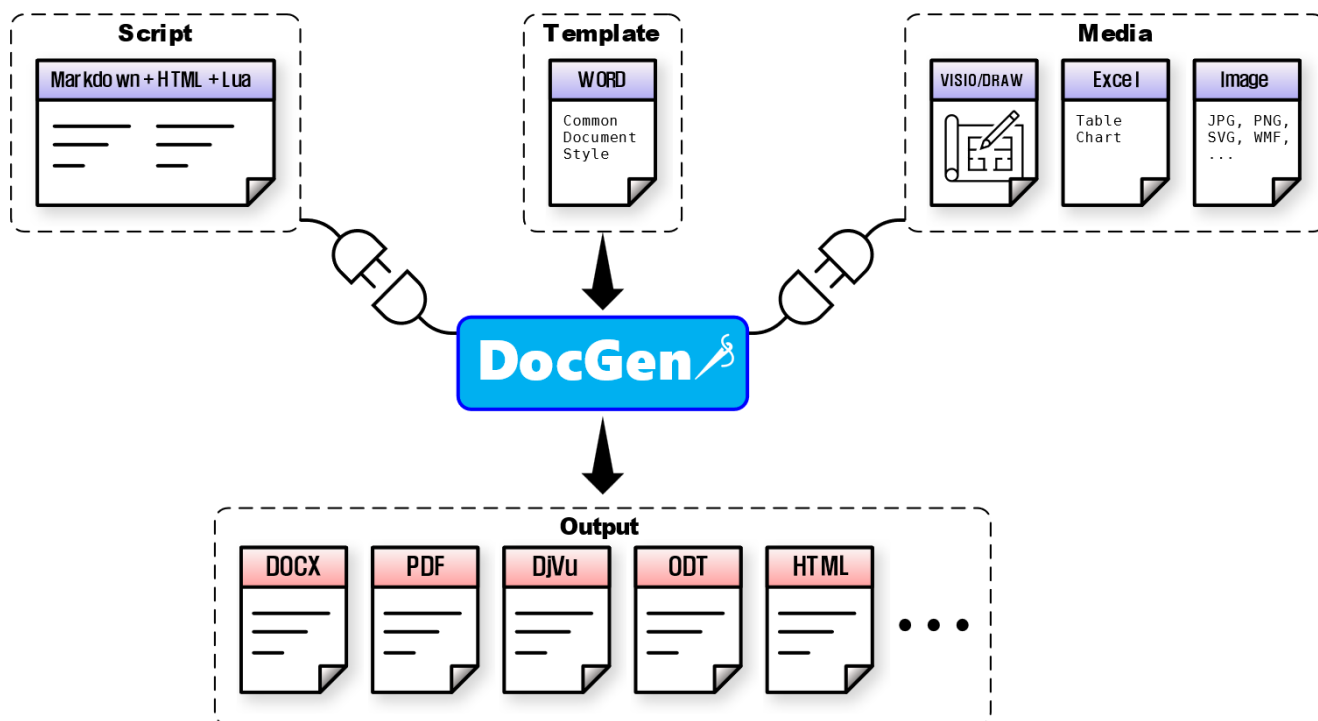 Script
Markdown + HTML + Lua
Template
WORD
Common
Document
Style
Media
VISIO/DRAW
Excel
Table
Chart
Image
JPG, PNG,
SVG, WMF,
...
DocGen
Output
DOCX
PDF
DjVu
ODT
HTML